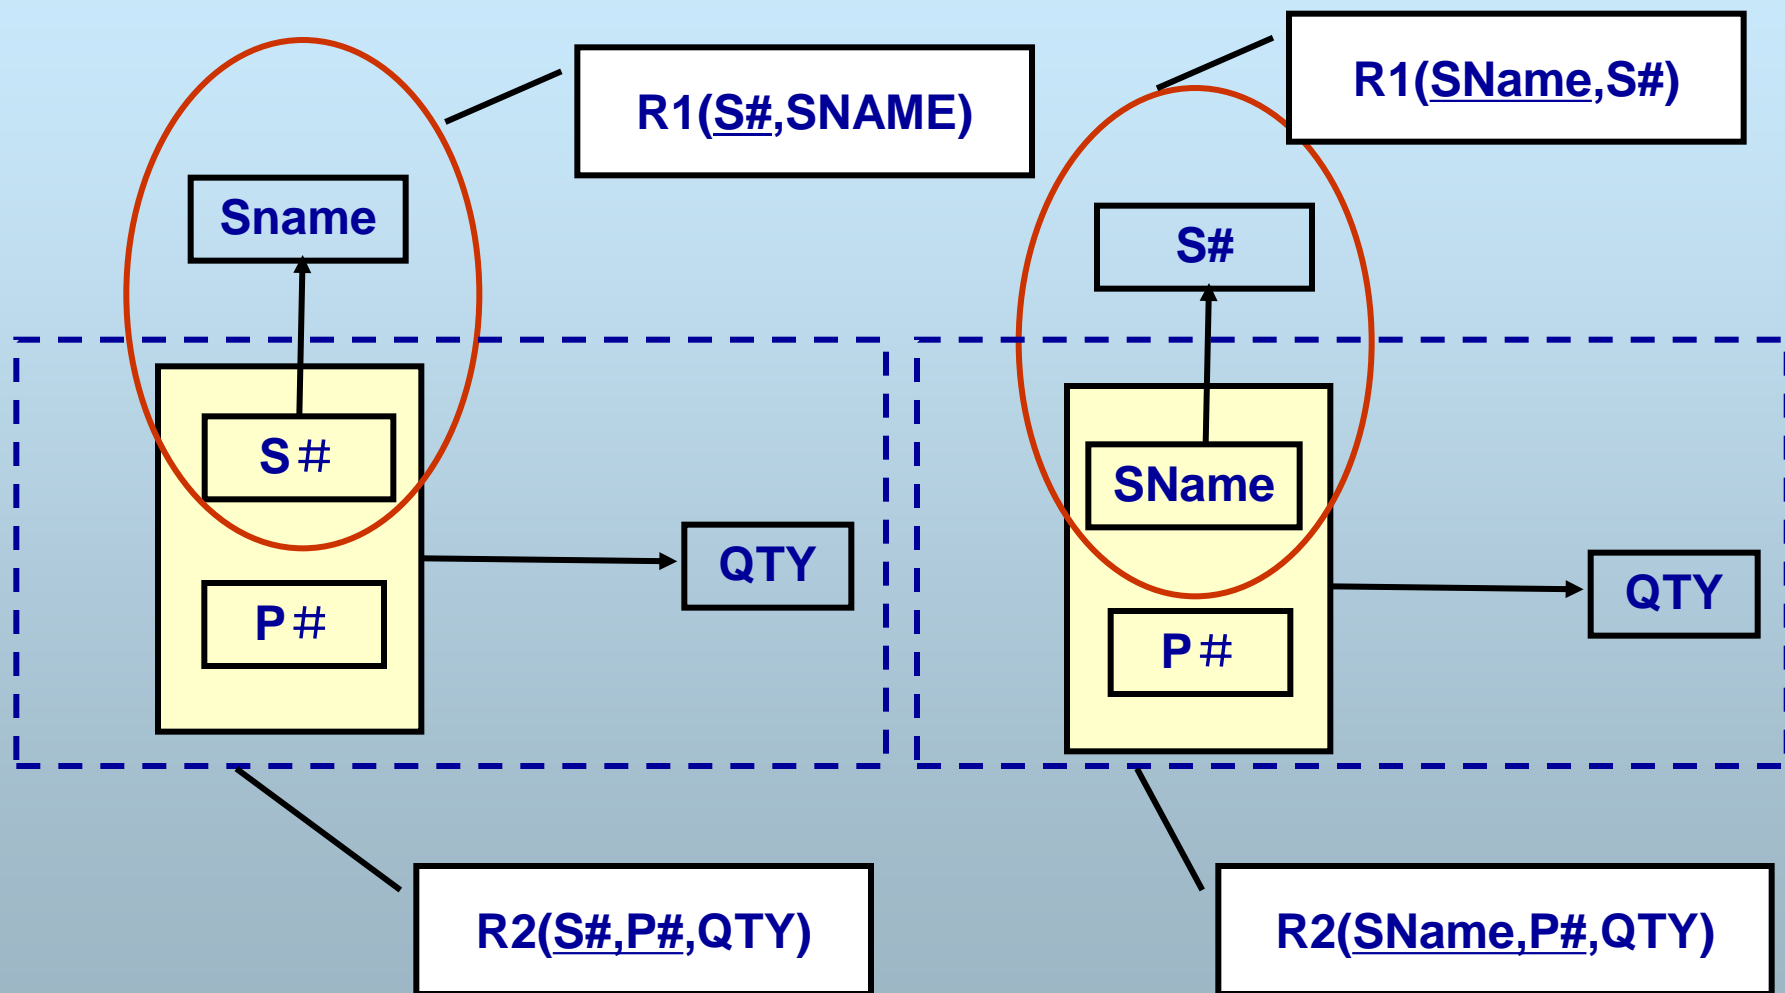 R1(S#,SNAME)
Sname
S#
P#
QTY
R2(S#,P#,QTY)
R1(SName,S#)
S#
SName
P#
QTY
R2(SName,P#,QTY)